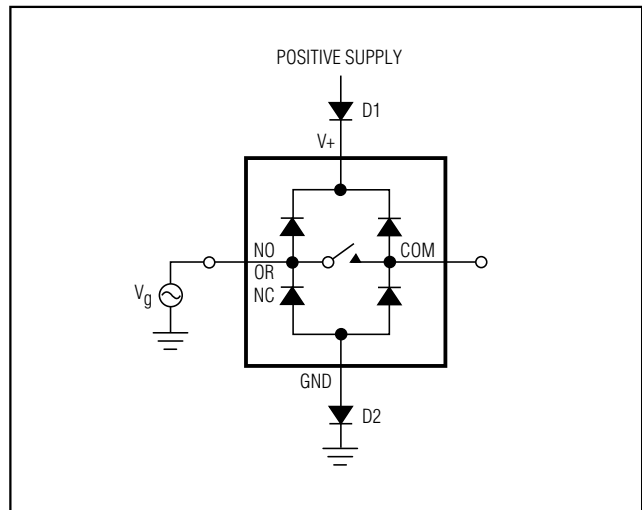 POSITIVE SUPPLY
D1
V+
NO
OR
NC
COM
Vg
GND
D2